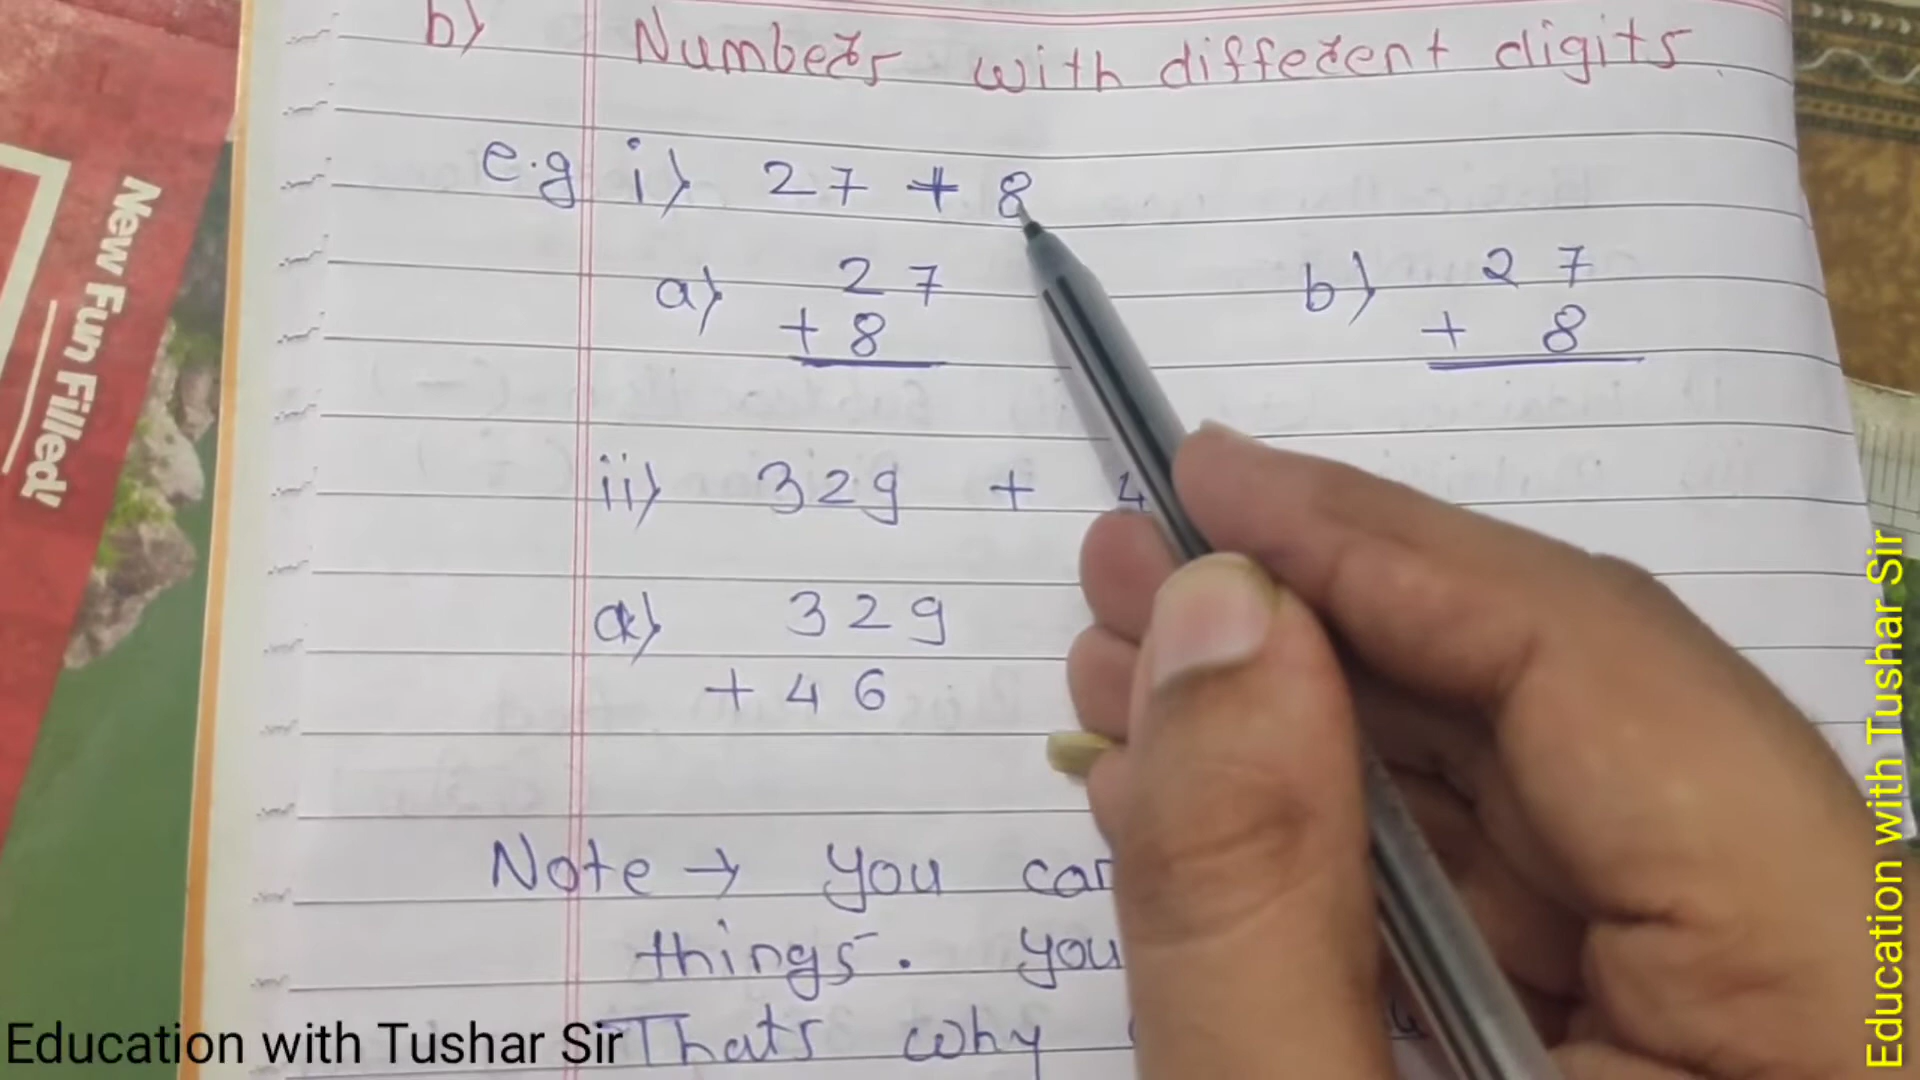 b) Numbers with different digits
e.g i) 27 + 8
a) 27
+ 8
b) 27
+ 8
ii) 329 + 4
a) 329
+ 46
Note → You
things. You
Thats why
New Fun Filled!
Education with Tushar Sir
Education with Tushar Sir